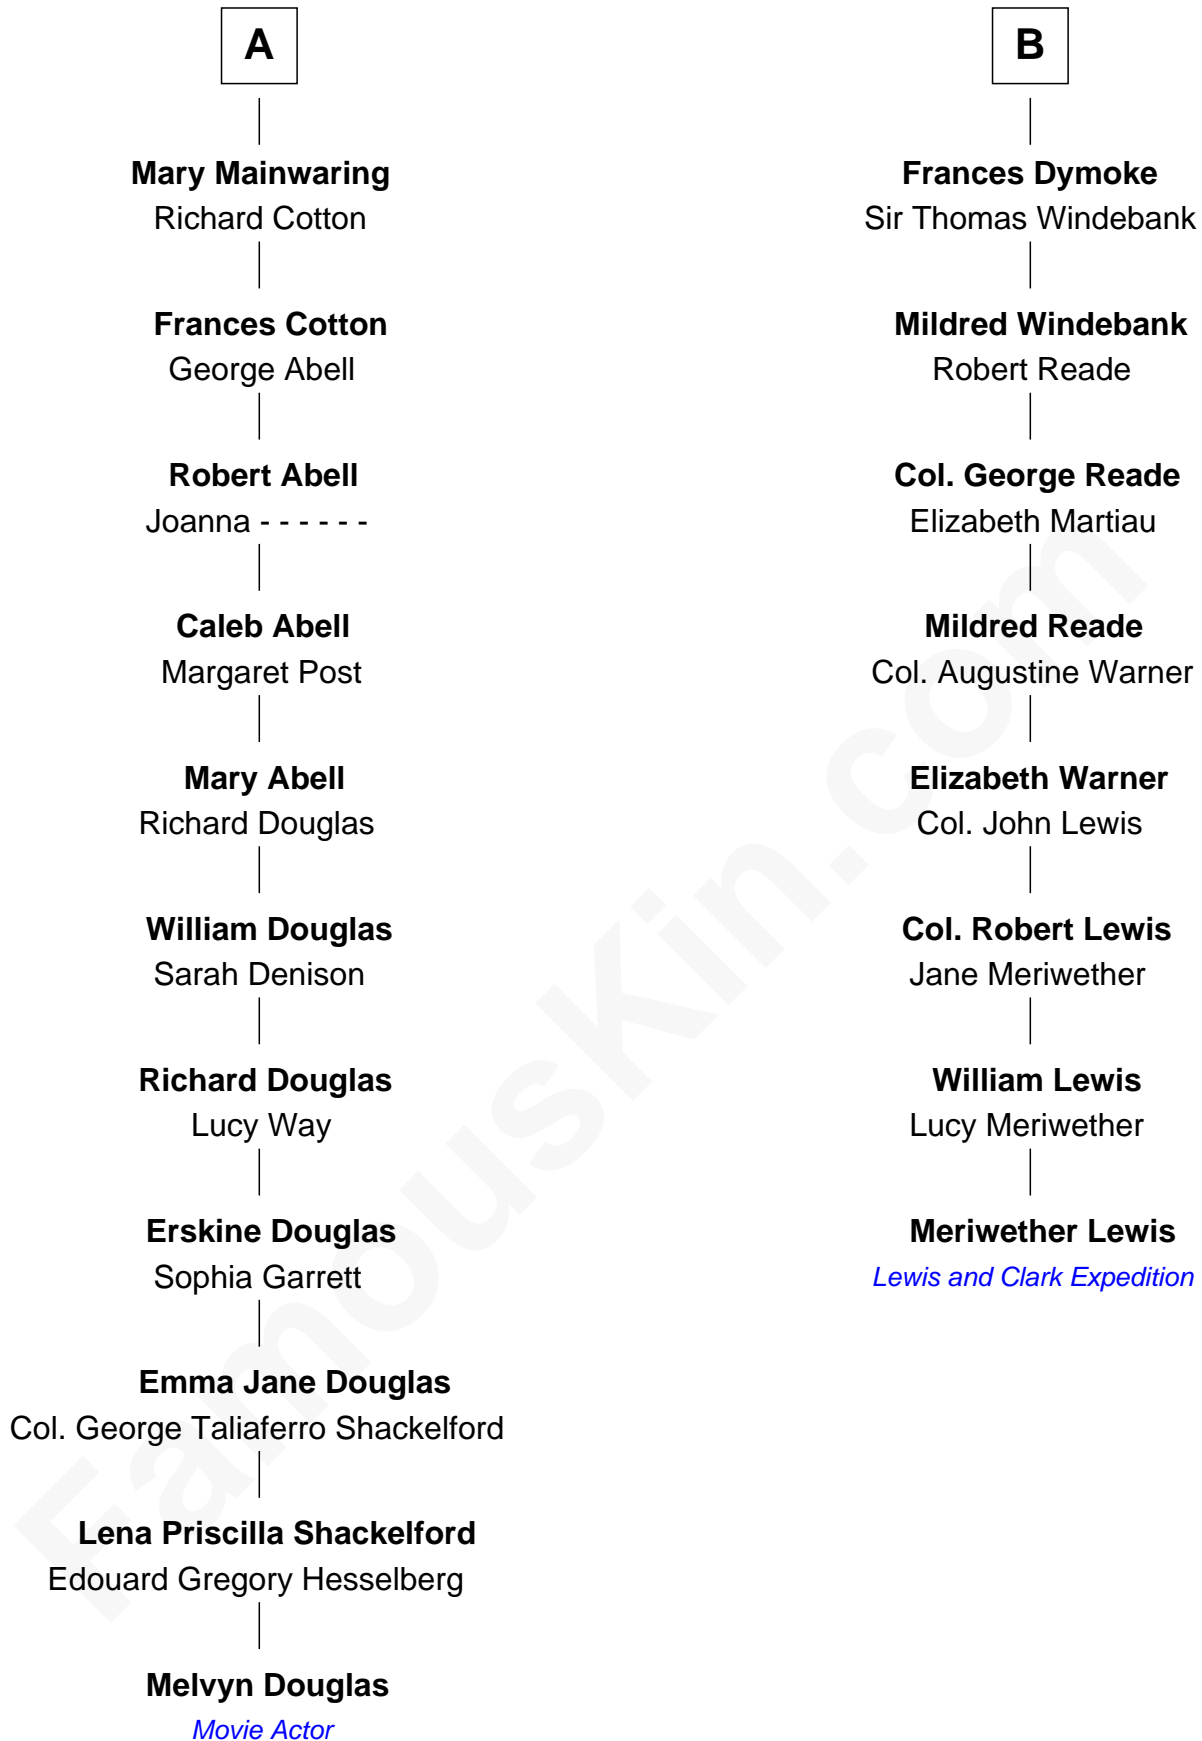 A
Mary Mainwaring
Richard Cotton
Frances Cotton
George Abell
Robert Abell
Joanna - - - - - -
Caleb Abell
Margaret Post
Mary Abell
Richard Douglas
William Douglas
Sarah Denison
Richard Douglas
Lucy Way
Erskine Douglas
Sophia Garrett
Emma Jane Douglas
Col. George Taliaferro Shackelford
Lena Priscilla Shackelford
Edouard Gregory Hesselberg
Melvyn Douglas
Movie Actor
B
Frances Dymoke
Sir Thomas Windebank
Mildred Windebank
Robert Reade
Col. George Reade
Elizabeth Martiau
Mildred Reade
Col. Augustine Warner
Elizabeth Warner
Col. John Lewis
Col. Robert Lewis
Jane Meriwether
William Lewis
Lucy Meriwether
Meriwether Lewis
Lewis and Clark Expedition
FamousKin.com